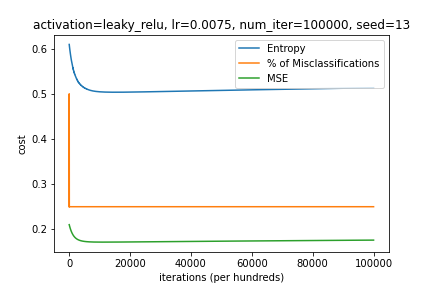 activation=leaky_relu, lr=0.0075, num_iter=100000, seed=13
Entropy
% of Misclassifications
MSE
0.6
0.5
0.4
0.3
0.2
cost
0
20000
40000
60000
80000
100000
iterations (per hundreds)